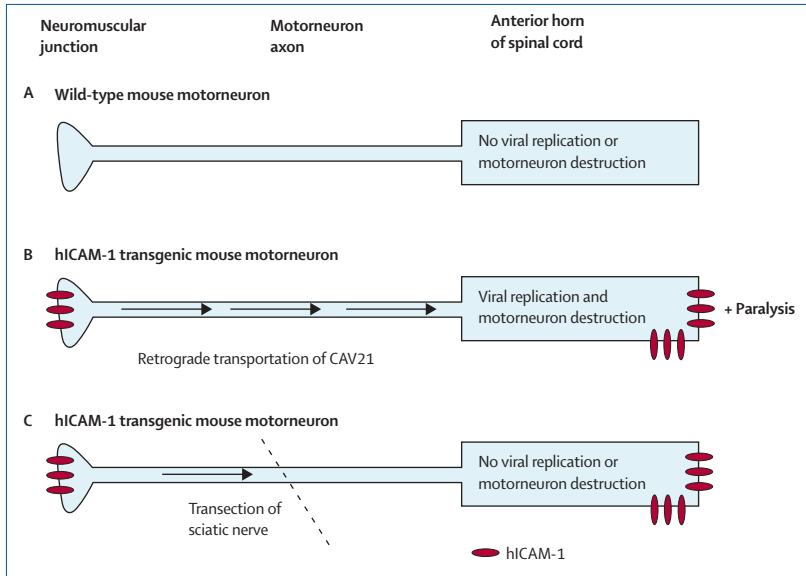 Neuromuscular
junction
Motorneuron
axon
Anterior horn
of spinal cord
A Wild-type mouse motorneuron
No viral replication or
motorneuron destruction
B hICAM-1 transgenic mouse motorneuron
Viral replication and
motorneuron destruction
+ Paralysis
Retrograde transportation of CAV21
C hICAM-1 transgenic mouse motorneuron
No viral replication or
motorneuron destruction
Transection of
sciatic nerve
hICAM-1